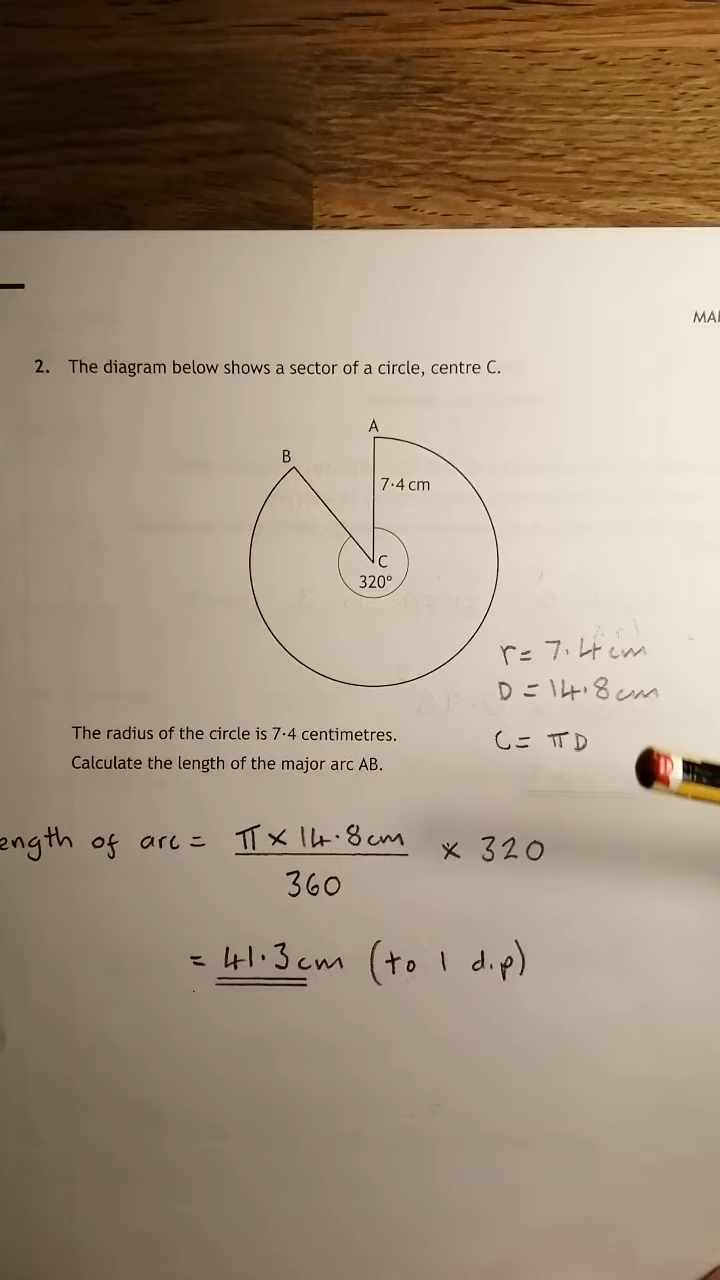 MAI
2. The diagram below shows a sector of a circle, centre C.
A
B
7·4 cm
C
320°
r = 7.4 cm
D = 14.8 cm
The radius of the circle is 7·4 centimetres.
C = πD
Calculate the length of the major arc AB.
ength of arc = π × 14.8cm / 360 × 320
= 41.3cm (to 1 d.p)